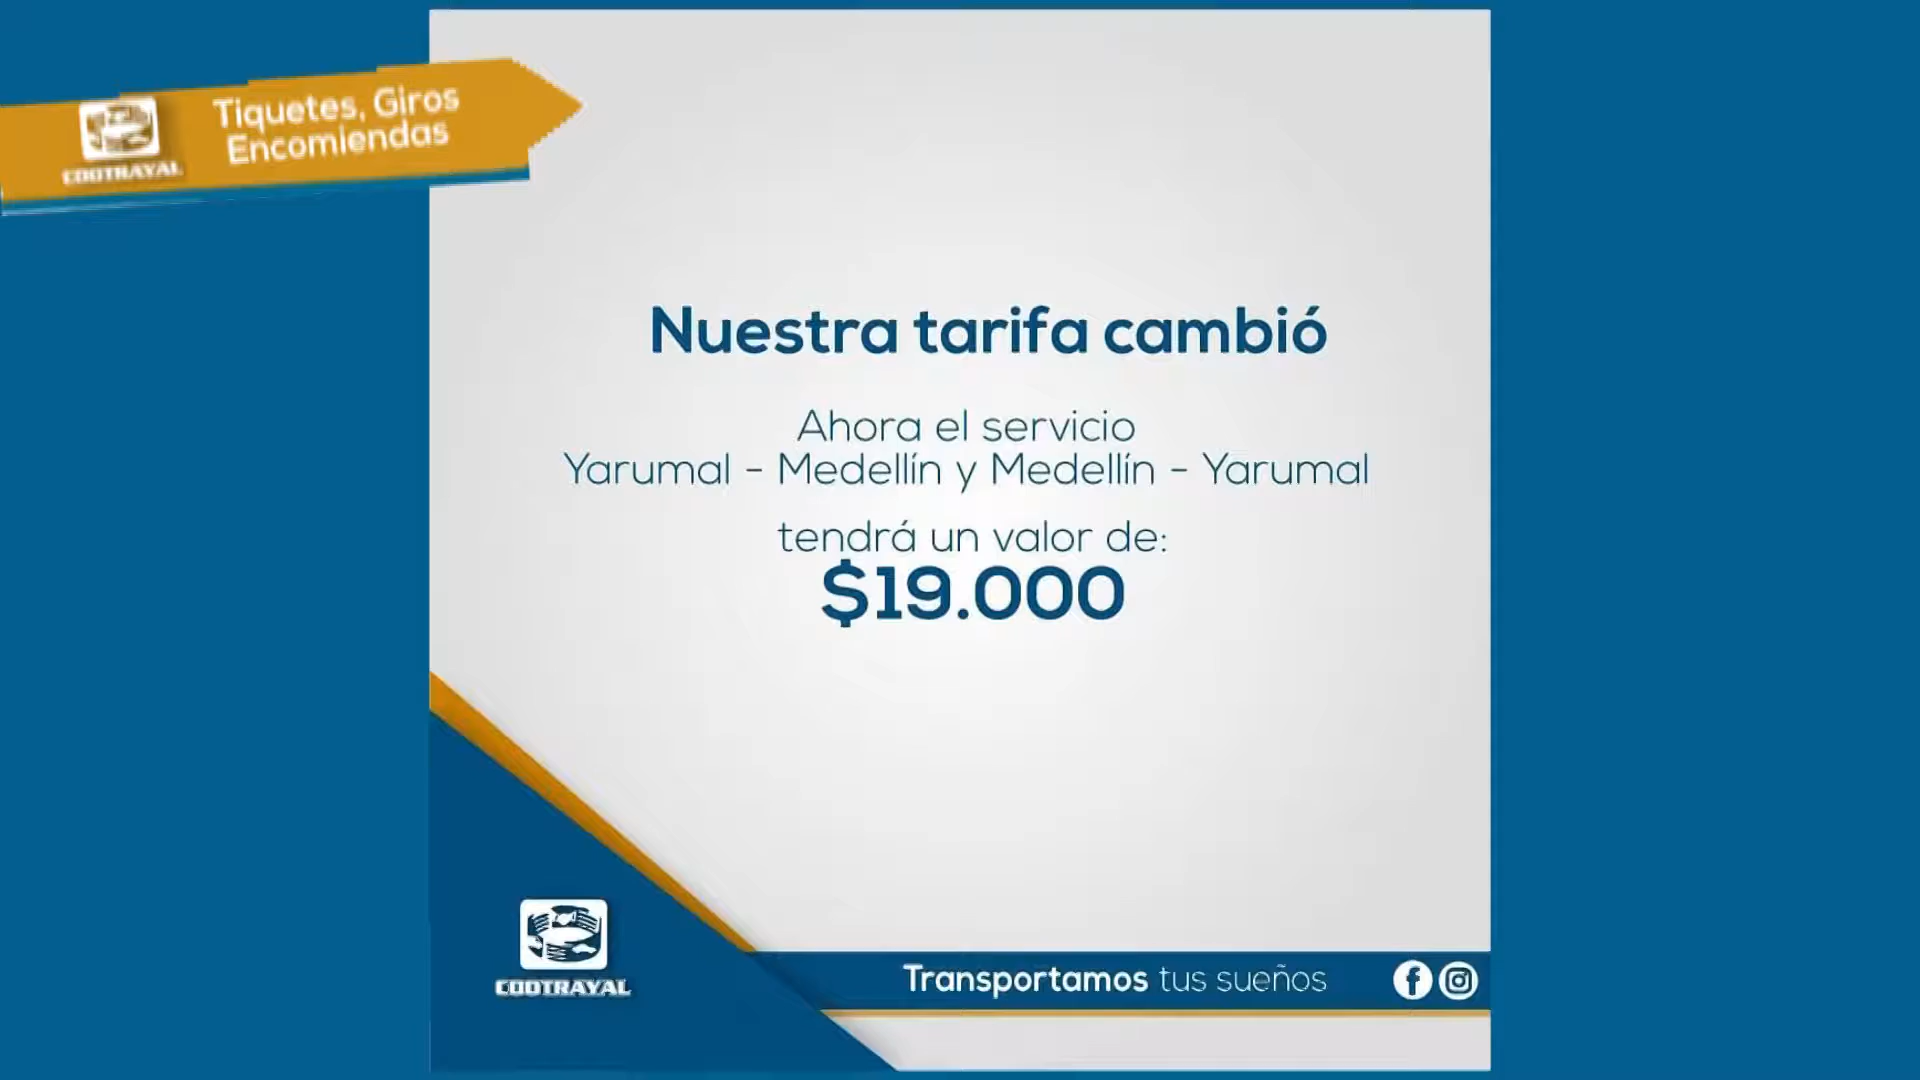 Tiquetes, Giros
Encomiendas
COOTRAYAL
Nuestra tarifa cambió
Ahora el servicio
Yarumal - Medellín y Medellín - Yarumal
tendrá un valor de:
$19.000
COOTRAYAL
Transportamos tus sueños